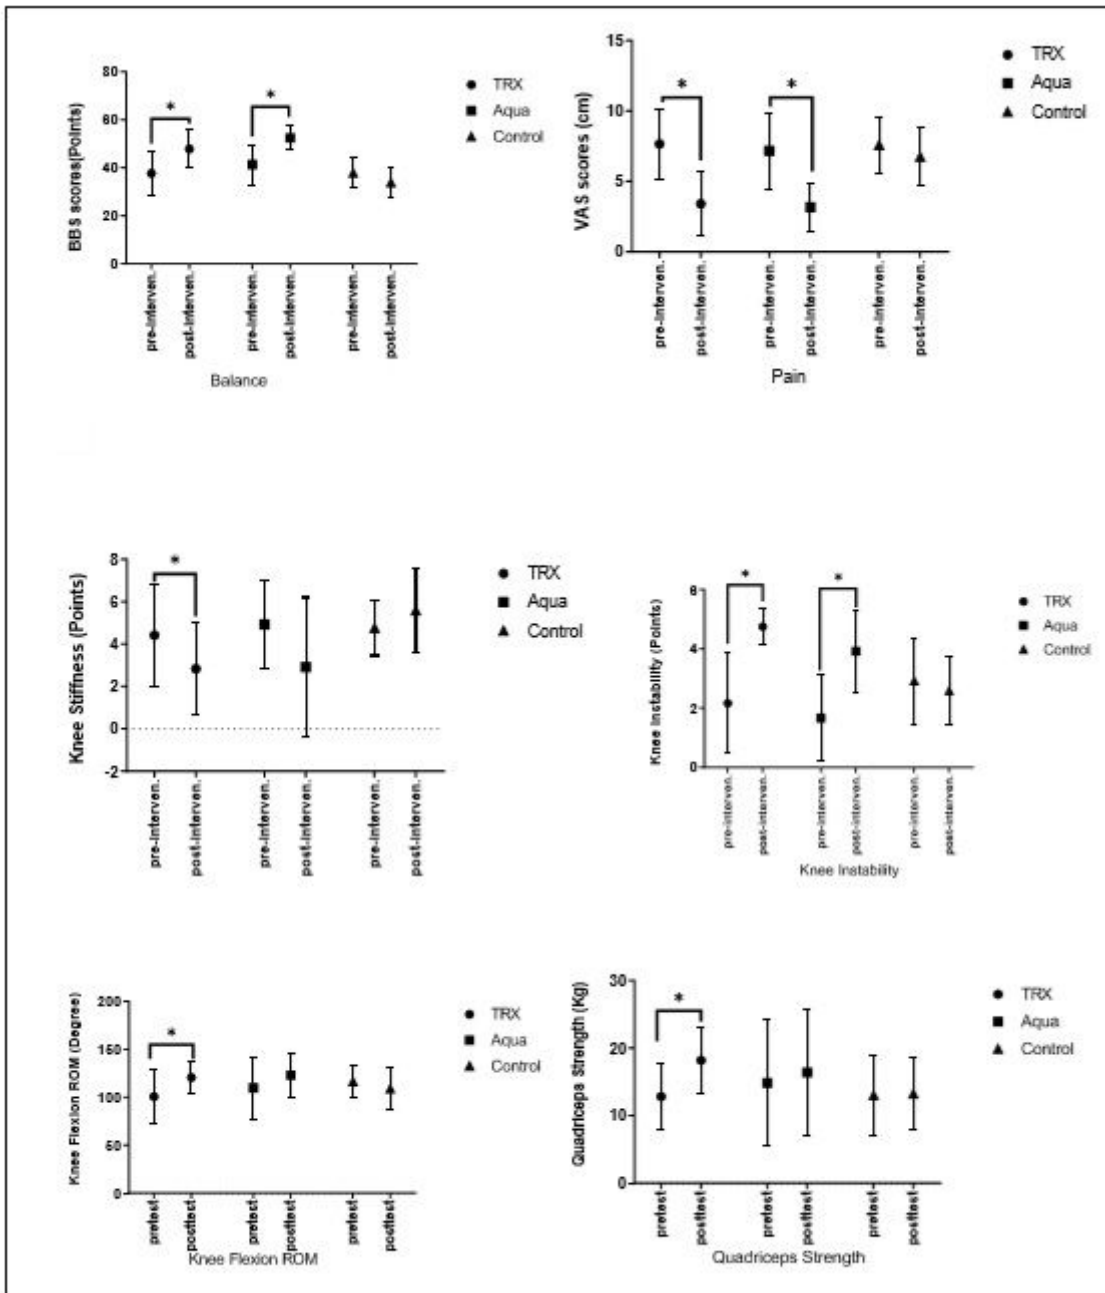 BBS scores(Points)
80
60
40
20
0
*
*
TRX
Aqua
Control
pre-interven.
post-interven.
pre-interven.
post-interven.
pre-interven.
post-interven.
Balance
VAS scores (cm)
15
10
5
0
*
*
TRX
Aqua
Control
pre-interven.
post-interven.
pre-interven.
post-interven.
pre-interven.
post-interven.
Pain
Knee Stiffness (Points)
8
6
4
2
0
-2
*
TRX
Aqua
Control
pre-interven.
post-interven.
pre-interven.
post-interven.
pre-interven.
post-interven.
Knee Instability (Points)
6
4
2
0
*
*
TRX
Aqua
Control
pre-interven.
post-interven.
pre-interven.
post-interven.
pre-interven.
post-interven.
Knee Instability
Knee Flexion ROM (Degree)
200
150
100
50
0
*
TRX
Aqua
Control
pretest
posttest
pretest
posttest
pretest
posttest
Knee Flexion ROM
Quadriceps Strength (Kg)
30
20
10
0
*
TRX
Aqua
Control
pretest
posttest
pretest
posttest
pretest
posttest
Quadriceps Strength